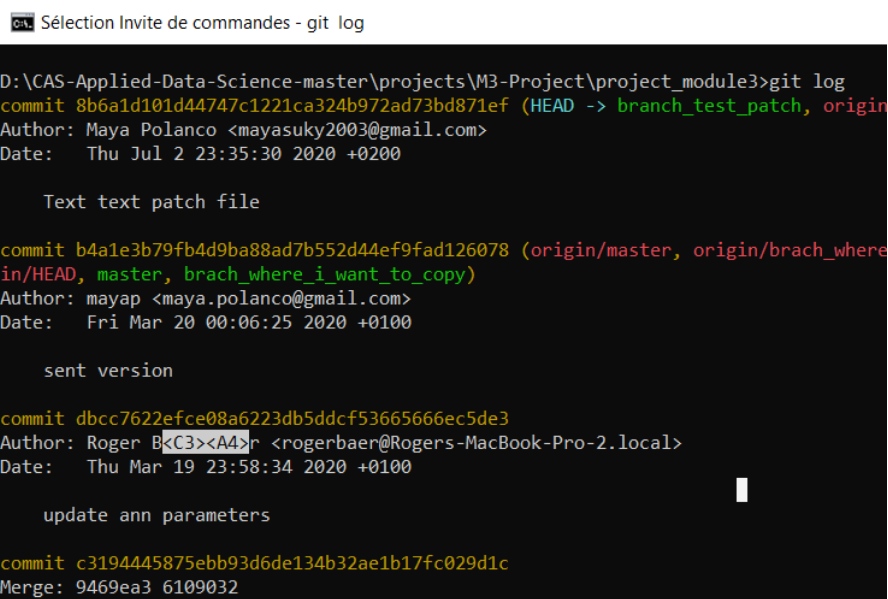 Sélection Invite de commandes - git log
D:\CAS-Applied-Data-Science-master\projects\M3-Project\project_module3>git log
commit 8b6a1d101d44747c1221ca324b972ad73bd871ef (HEAD -> branch_test_patch, origin
Author: Maya Polanco <mayasuky2003@gmail.com>
Date:   Thu Jul 2 23:35:30 2020 +0200
    Text text patch file
commit b4a1e3b79fb4d9ba88ad7b552d44ef9fad126078 (origin/master, origin/brach_where
in/HEAD, master, brach_where_i_want_to_copy)
Author: mayap <maya.polanco@gmail.com>
Date:   Fri Mar 20 00:06:25 2020 +0100
    sent version
commit dbcc7622efce08a6223db5ddcf53665666ec5de3
Author: Roger B<C3><A4>r <rogerbaer@Rogers-MacBook-Pro-2.local>
Date:   Thu Mar 19 23:58:34 2020 +0100
    update ann parameters
commit c3194445875ebb93d6de134b32ae1b17fc029d1c
Merge: 9469ea3 6109032